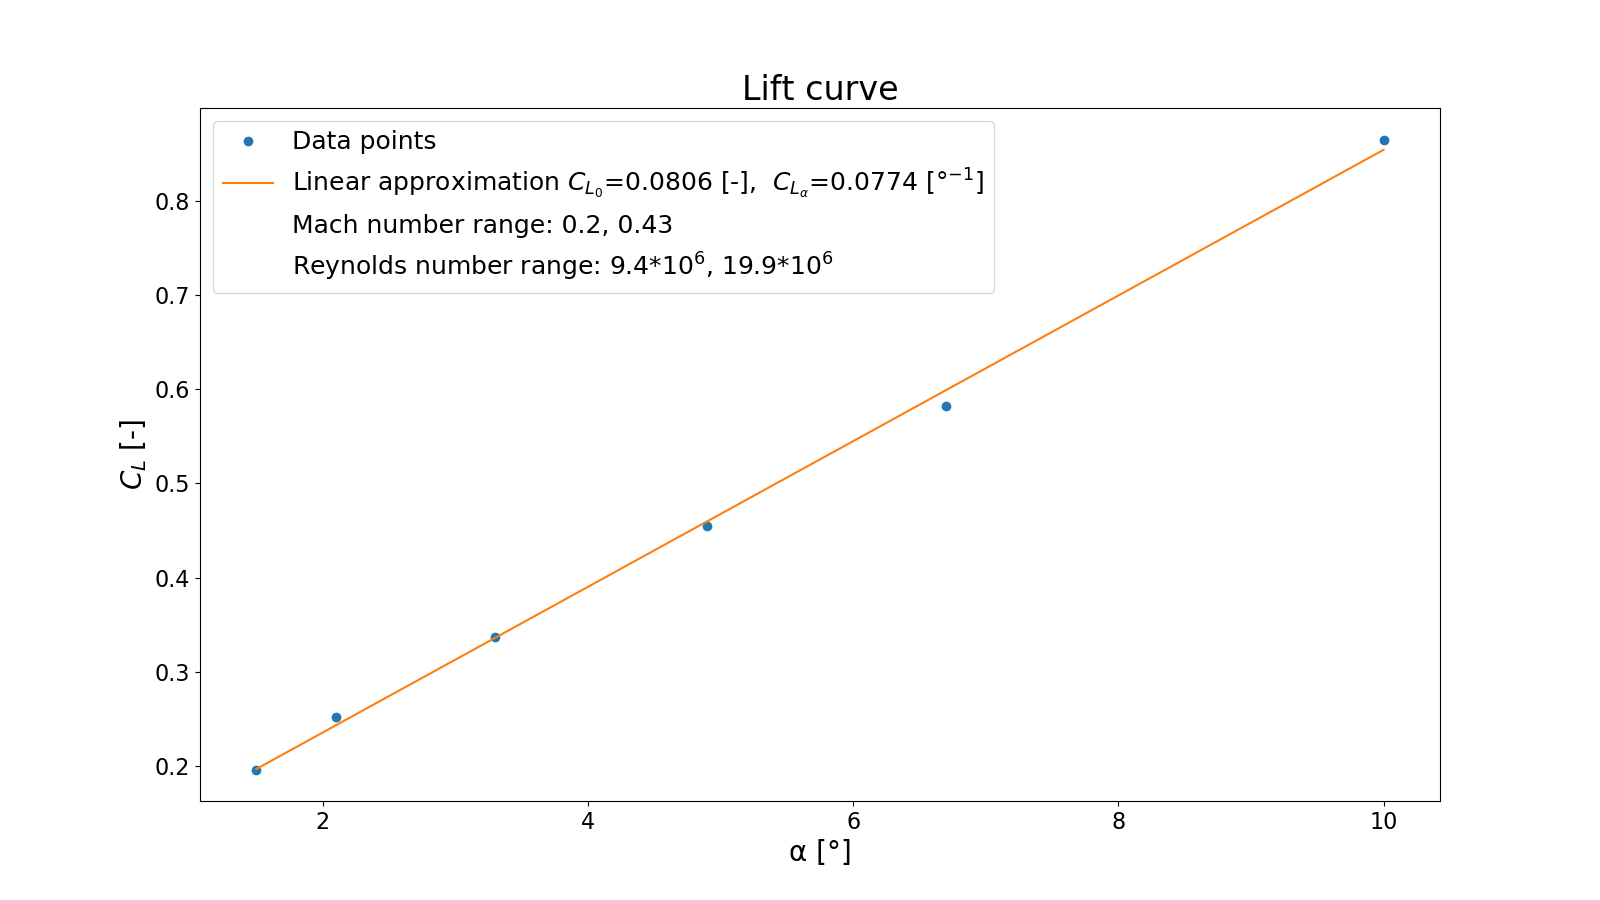 Lift curve
Data points
Linear approximation $C_{L_0}$=0.0806 [-], $C_{L_α}$=0.0774 [°$^{-1}$]
Mach number range: 0.2, 0.43
Reynolds number range: 9.4*10$^6$, 19.9*10$^6$
0.8
0.7
0.6
0.5
0.4
0.3
0.2
$C_L$ [-]
2 4 6 8 10
α [°]